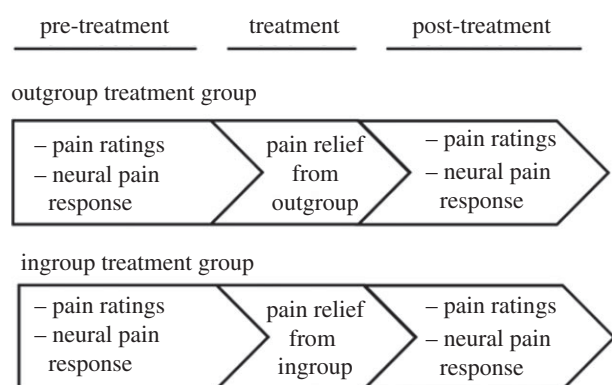 pre-treatment treatment post-treatment
outgroup treatment group
– pain ratings
– neural pain
response
pain relief
from
outgroup
– pain ratings
– neural pain
response
ingroup treatment group
– pain ratings
– neural pain
response
pain relief
from
ingroup
– pain ratings
– neural pain
response